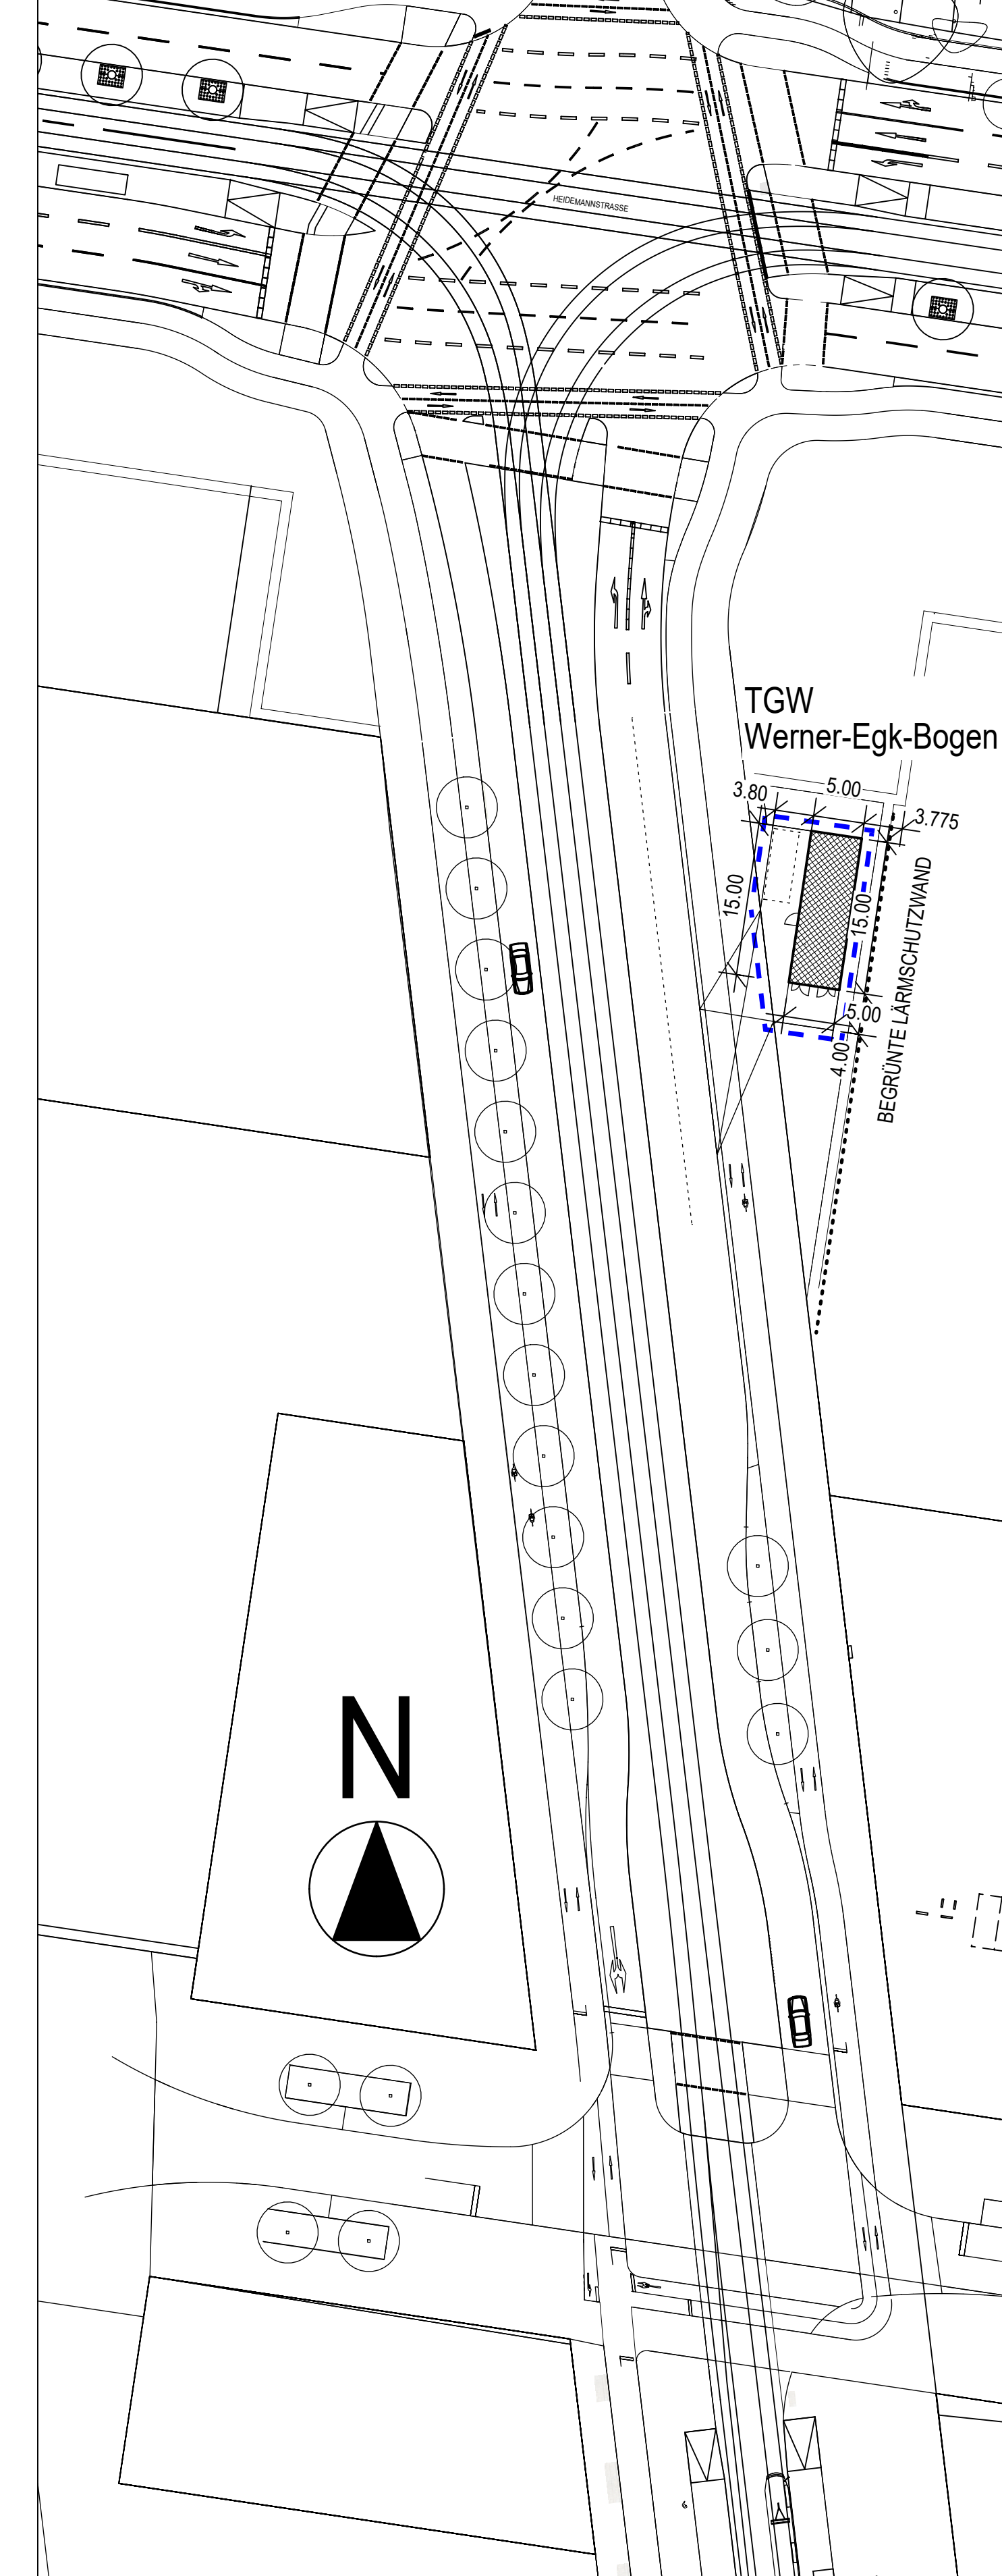 HEIDEMANNSTRASSE
TGW
Werner-Egk-Bogen
3.80
5.00
3.775
15.00
15.00
5.00
4.00
BEGRÜNTE LÄRMSCHUTZWAND
N